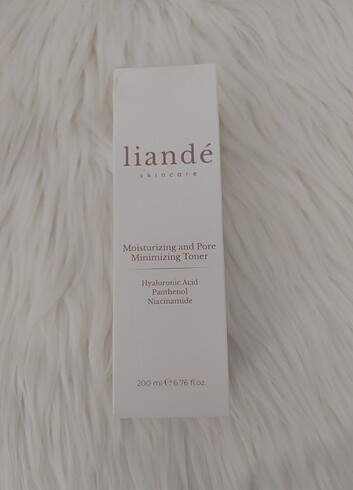 liandé
skincare
Moisturizing and Pore
Minimizing Toner
Hyaluronic Acid
Panthenol
Niacinamide
200 ml ℮ 6.76 fl.oz.